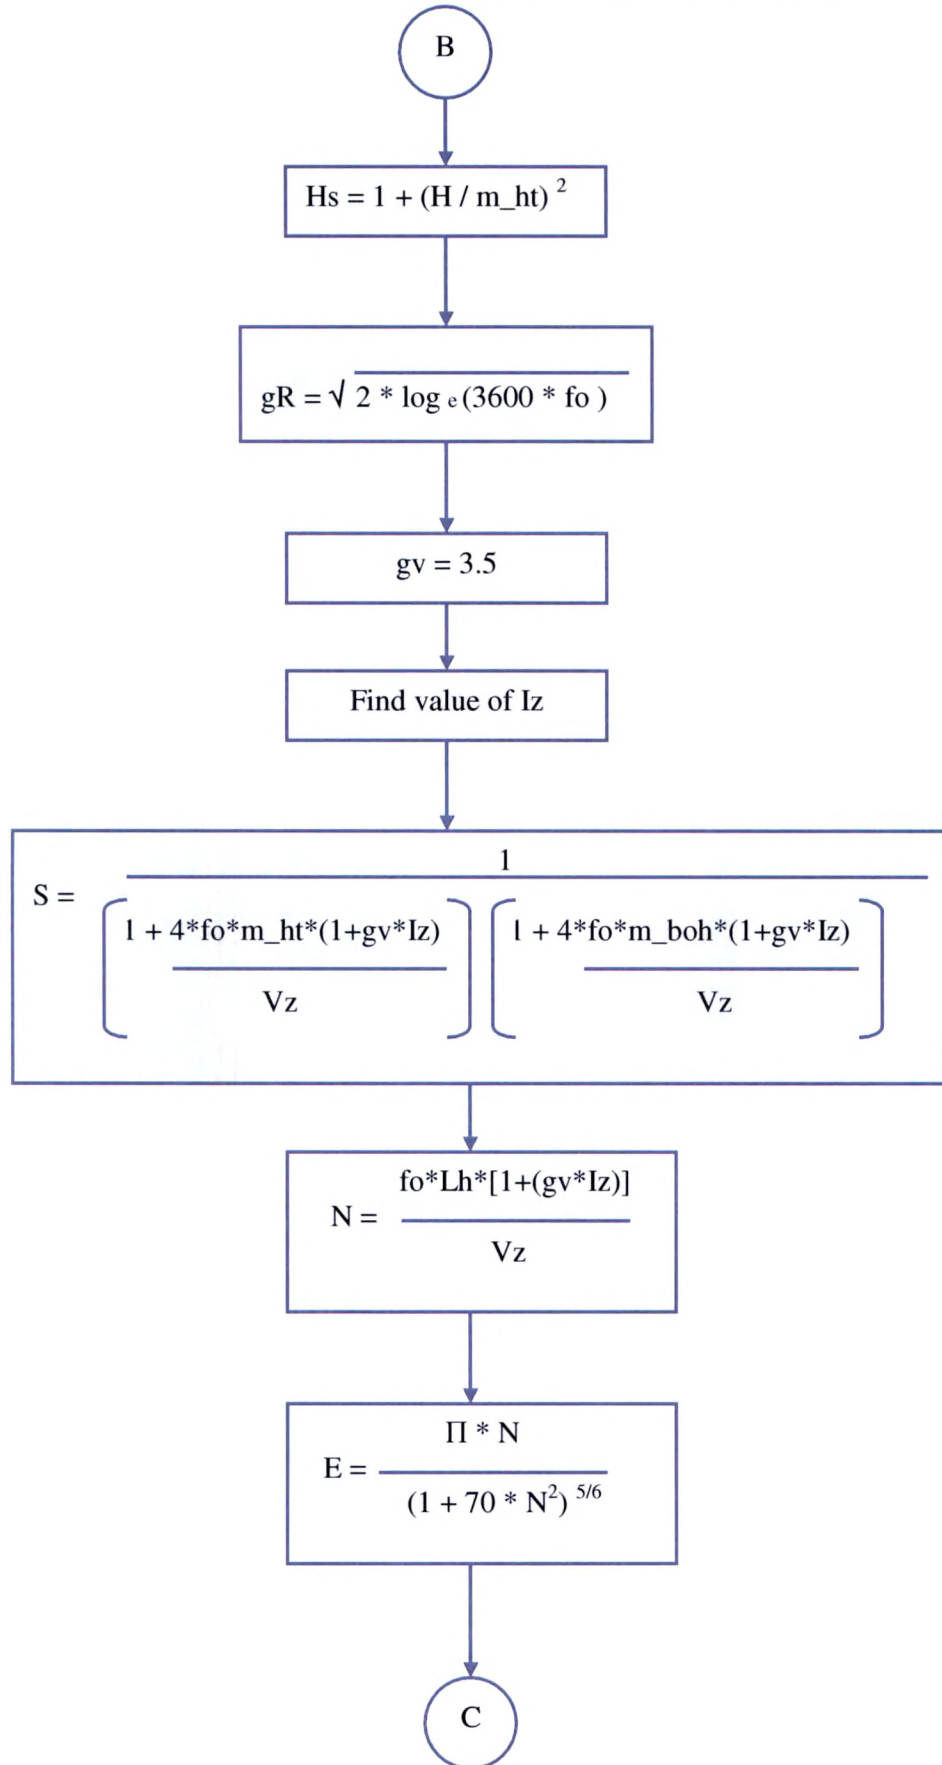 B
Hs = 1 + (H / m_ht) ²
gR = √ 2 * log e (3600 * fo )
gv = 3.5
Find value of Iz
1
S =
1 + 4*fo*m_ht*(1+gv*Iz) 1 + 4*fo*m_boh*(1+gv*Iz)
Vz Vz
fo*Lh*[1+(gv*Iz)]
N =
Vz
Π * N
E =
(1 + 70 * N²) 5/6
C